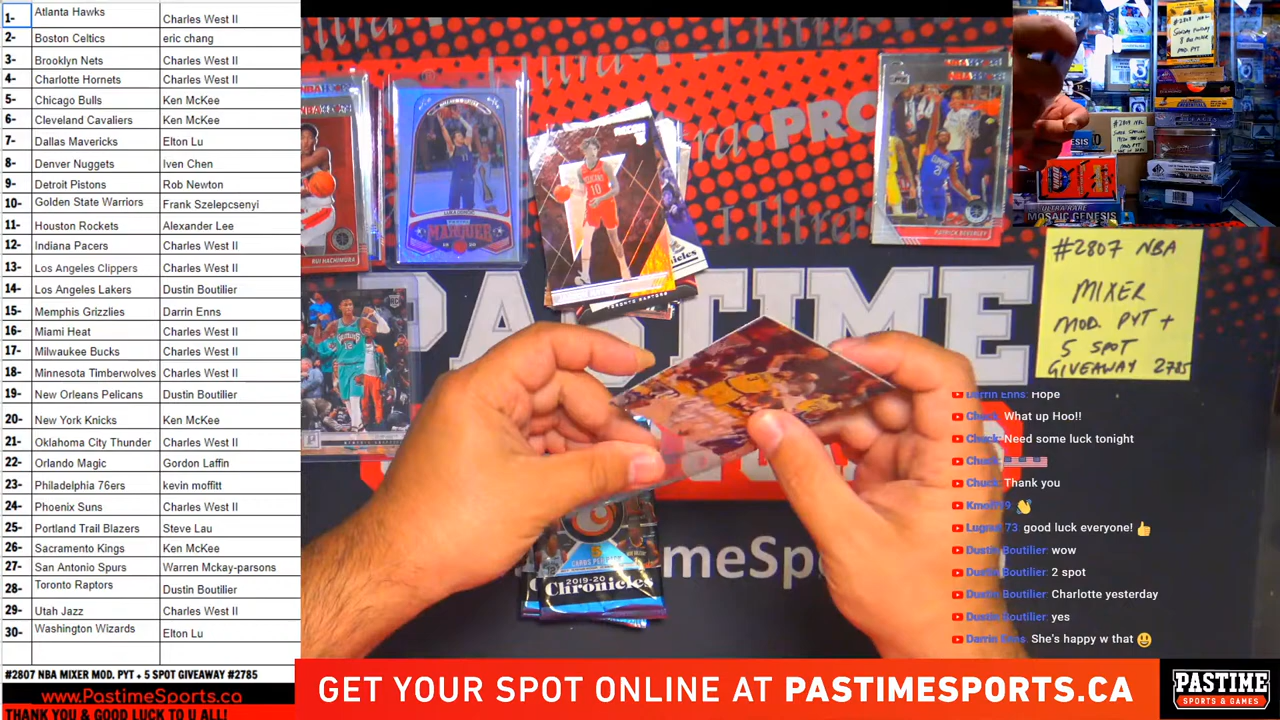 1- Atlanta Hawks Charles West II
2- Boston Celtics eric chang
3- Brooklyn Nets Charles West II
4- Charlotte Hornets Charles West II
5- Chicago Bulls Ken McKee
6- Cleveland Cavaliers Ken McKee
7- Dallas Mavericks Elton Lu
8- Denver Nuggets Iven Chen
9- Detroit Pistons Rob Newton
10- Golden State Warriors Frank Szelepcsenyi
11- Houston Rockets Alexander Lee
12- Indiana Pacers Charles West II
13- Los Angeles Clippers Charles West II
14- Los Angeles Lakers Dustin Boutilier
15- Memphis Grizzlies Darrin Enns
16- Miami Heat Charles West II
17- Milwaukee Bucks Charles West II
18- Minnesota Timberwolves Charles West II
19- New Orleans Pelicans Dustin Boutilier
20- New York Knicks Ken McKee
21- Oklahoma City Thunder Charles West II
22- Orlando Magic Gordon Laffin
23- Philadelphia 76ers kevin moffitt
24- Phoenix Suns Charles West II
25- Portland Trail Blazers Steve Lau
26- Sacramento Kings Ken McKee
27- San Antonio Spurs Warren Mckay-parsons
28- Toronto Raptors Dustin Boutilier
29- Utah Jazz Charles West II
30- Washington Wizards Elton Lu
#2807 NBA MIXER MOD. PYT + 5 SPOT GIVEAWAY #2785
www.PastimeSports.ca
THANK YOU & GOOD LUCK TO U ALL!
PRO
RUI HACHIMURA
MARQUEE
PELICANS
10
TORONTO RAPTORS
PATRICK BEVERLEY
PASTIME
2019-20
Chronicles
MOSAIC GENESIS
#2807 NBA
MIXER
MOD. PYT +
5 SPOT
GIVEAWAY 2785
Darrin Enns: Hope
Chuck: What up Hoo!!
Chuck: Need some luck tonight
Chuck:
Chuck: Thank you
good luck everyone!
Dustin Boutilier: wow
Dustin Boutilier: 2 spot
Dustin Boutilier: Charlotte yesterday
Dustin Boutilier: yes
Darrin Enns: She's happy w that
GET YOUR SPOT ONLINE AT PASTIMESPORTS.CA
PASTIME
SPORTS & GAMES